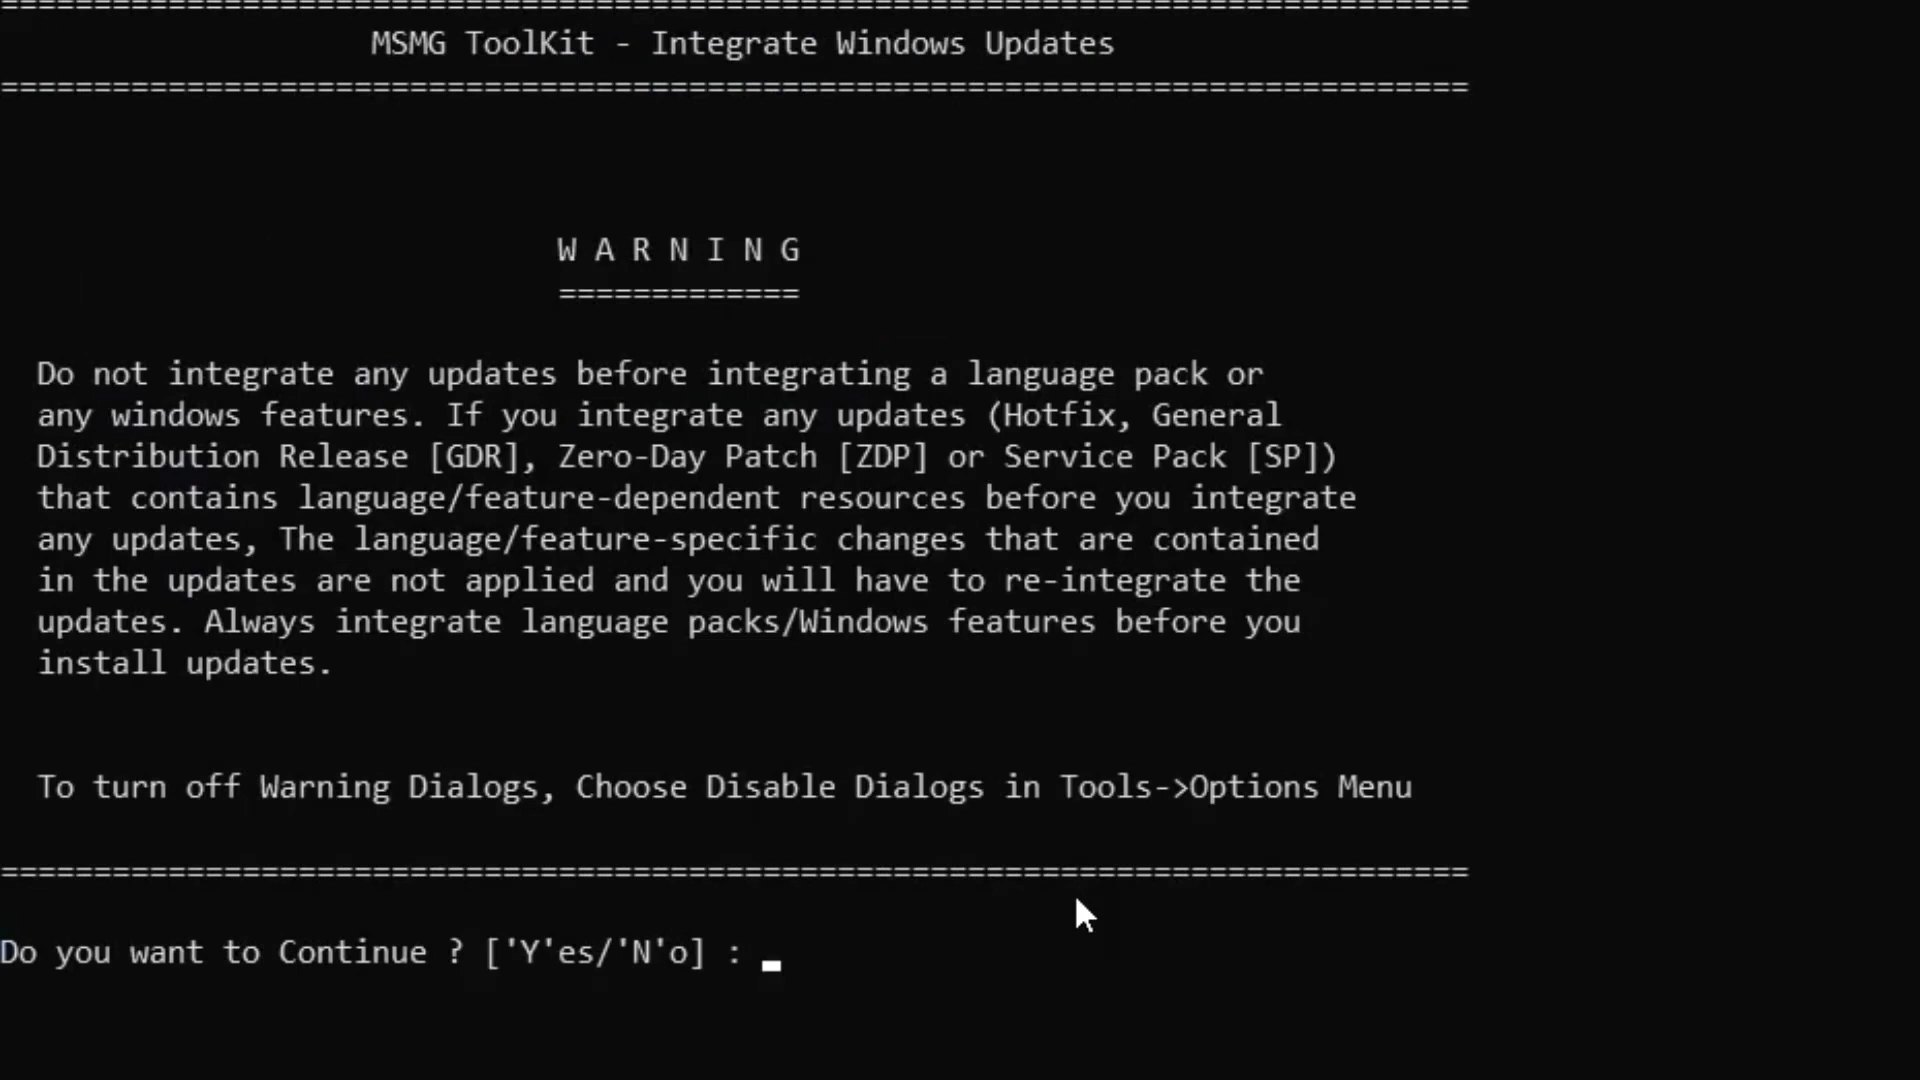 ===============================================================================
MSMG ToolKit - Integrate Windows Updates
===============================================================================
W A R N I N G
=============
Do not integrate any updates before integrating a language pack or
any windows features. If you integrate any updates (Hotfix, General
Distribution Release [GDR], Zero-Day Patch [ZDP] or Service Pack [SP])
that contains language/feature-dependent resources before you integrate
any updates, The language/feature-specific changes that are contained
in the updates are not applied and you will have to re-integrate the
updates. Always integrate language packs/Windows features before you
install updates.
To turn off Warning Dialogs, Choose Disable Dialogs in Tools->Options Menu
===============================================================================
Do you want to Continue ? ['Y'es/'N'o] : _